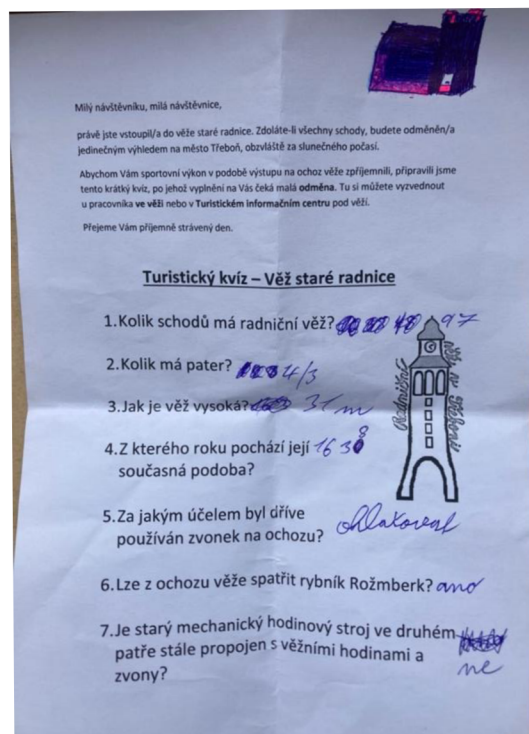 Milý návštěvníku, milá návštěvnice,
právě jste vstoupil/a do věže staré radnice. Zdoláte-li všechny schody, budete odměněn/a
jedinečným výhledem na město Třeboň, obzvláště za slunečného počasí.
Abychom Vám sportovní výkon v podobě výstupu na ochoz věže zpříjemnili, připravili jsme
tento krátký kvíz, po jehož vyplnění na Vás čeká malá odměna. Tu si můžete vyzvednout
u pracovníka ve věži nebo v Turistickém informačním centru pod věží.
Přejeme Vám příjemně strávený den.
Turistický kvíz – Věž staré radnice
1. Kolik schodů má radniční věž? 97
2. Kolik má pater? 4/3
3. Jak je věž vysoká? 31 m
4. Z kterého roku pochází její 1638
současná podoba?
5. Za jakým účelem byl dříve
používán zvonek na ochozu?
6. Lze z ochozu věže spatřit rybník Rožmberk? ano
7. Je starý mechanický hodinový stroj ve druhém
patře stále propojen s věžními hodinami a
zvony? ne